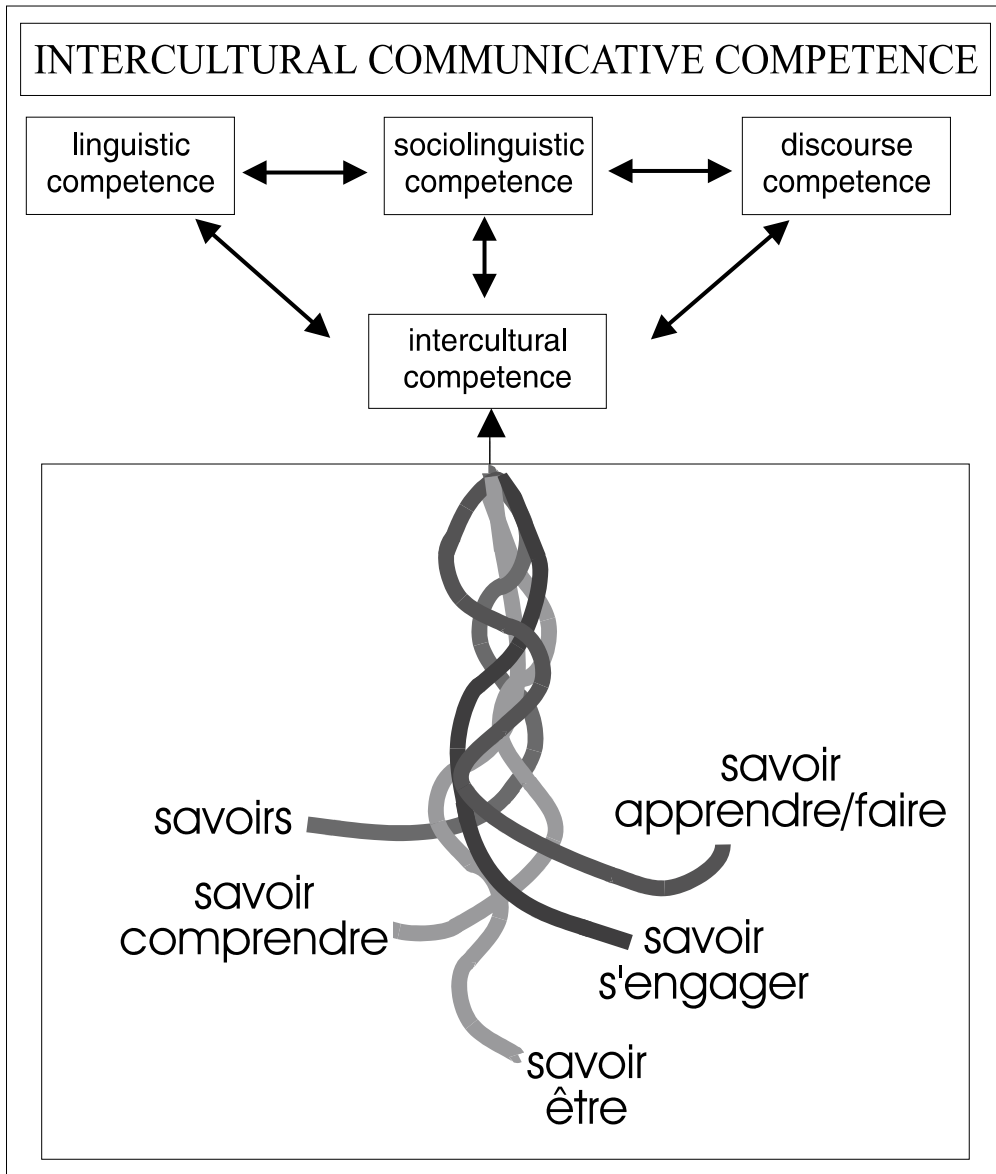 INTERCULTURAL COMMUNICATIVE COMPETENCE
linguistic
competence
sociolinguistic
competence
discourse
competence
intercultural
competence
savoir
apprendre/faire
savoirs
savoir
comprendre
savoir
s'engager
savoir
être